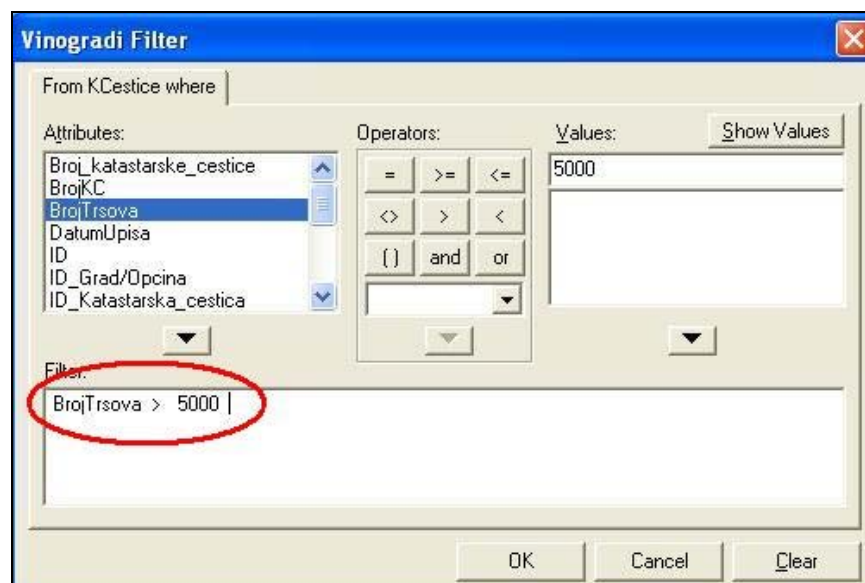 Vinogradi Filter
From KCestice where
Attributes:
Operators:
Values:
Show Values
Broj_katastarske_cestice
BrojKC
BrojTrsova
DatumUpisa
ID
ID_Grad/Opcina
ID_Katastarska_cestica
= >= <=
<> > <
() and or
5000
Filter:
BrojTrsova > 5000
OK Cancel Clear